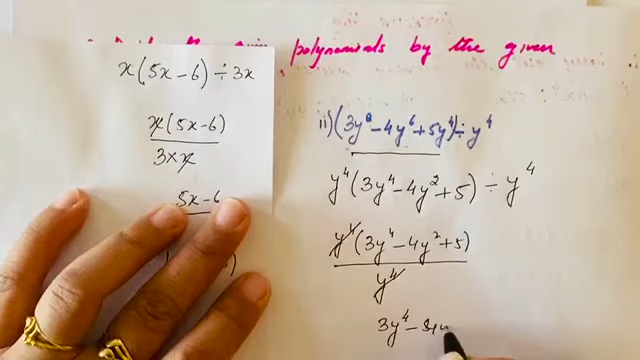 polynomials by the given
x(5x-6) ÷ 3x
x(5x-6)
3×x
5x-6
ii) (3y⁸-4y⁶+5y⁴) ÷ y⁴
y⁴(3y⁴-4y²+5) ÷ y⁴
y⁴(3y⁴-4y²+5)
y⁴
3y⁴-